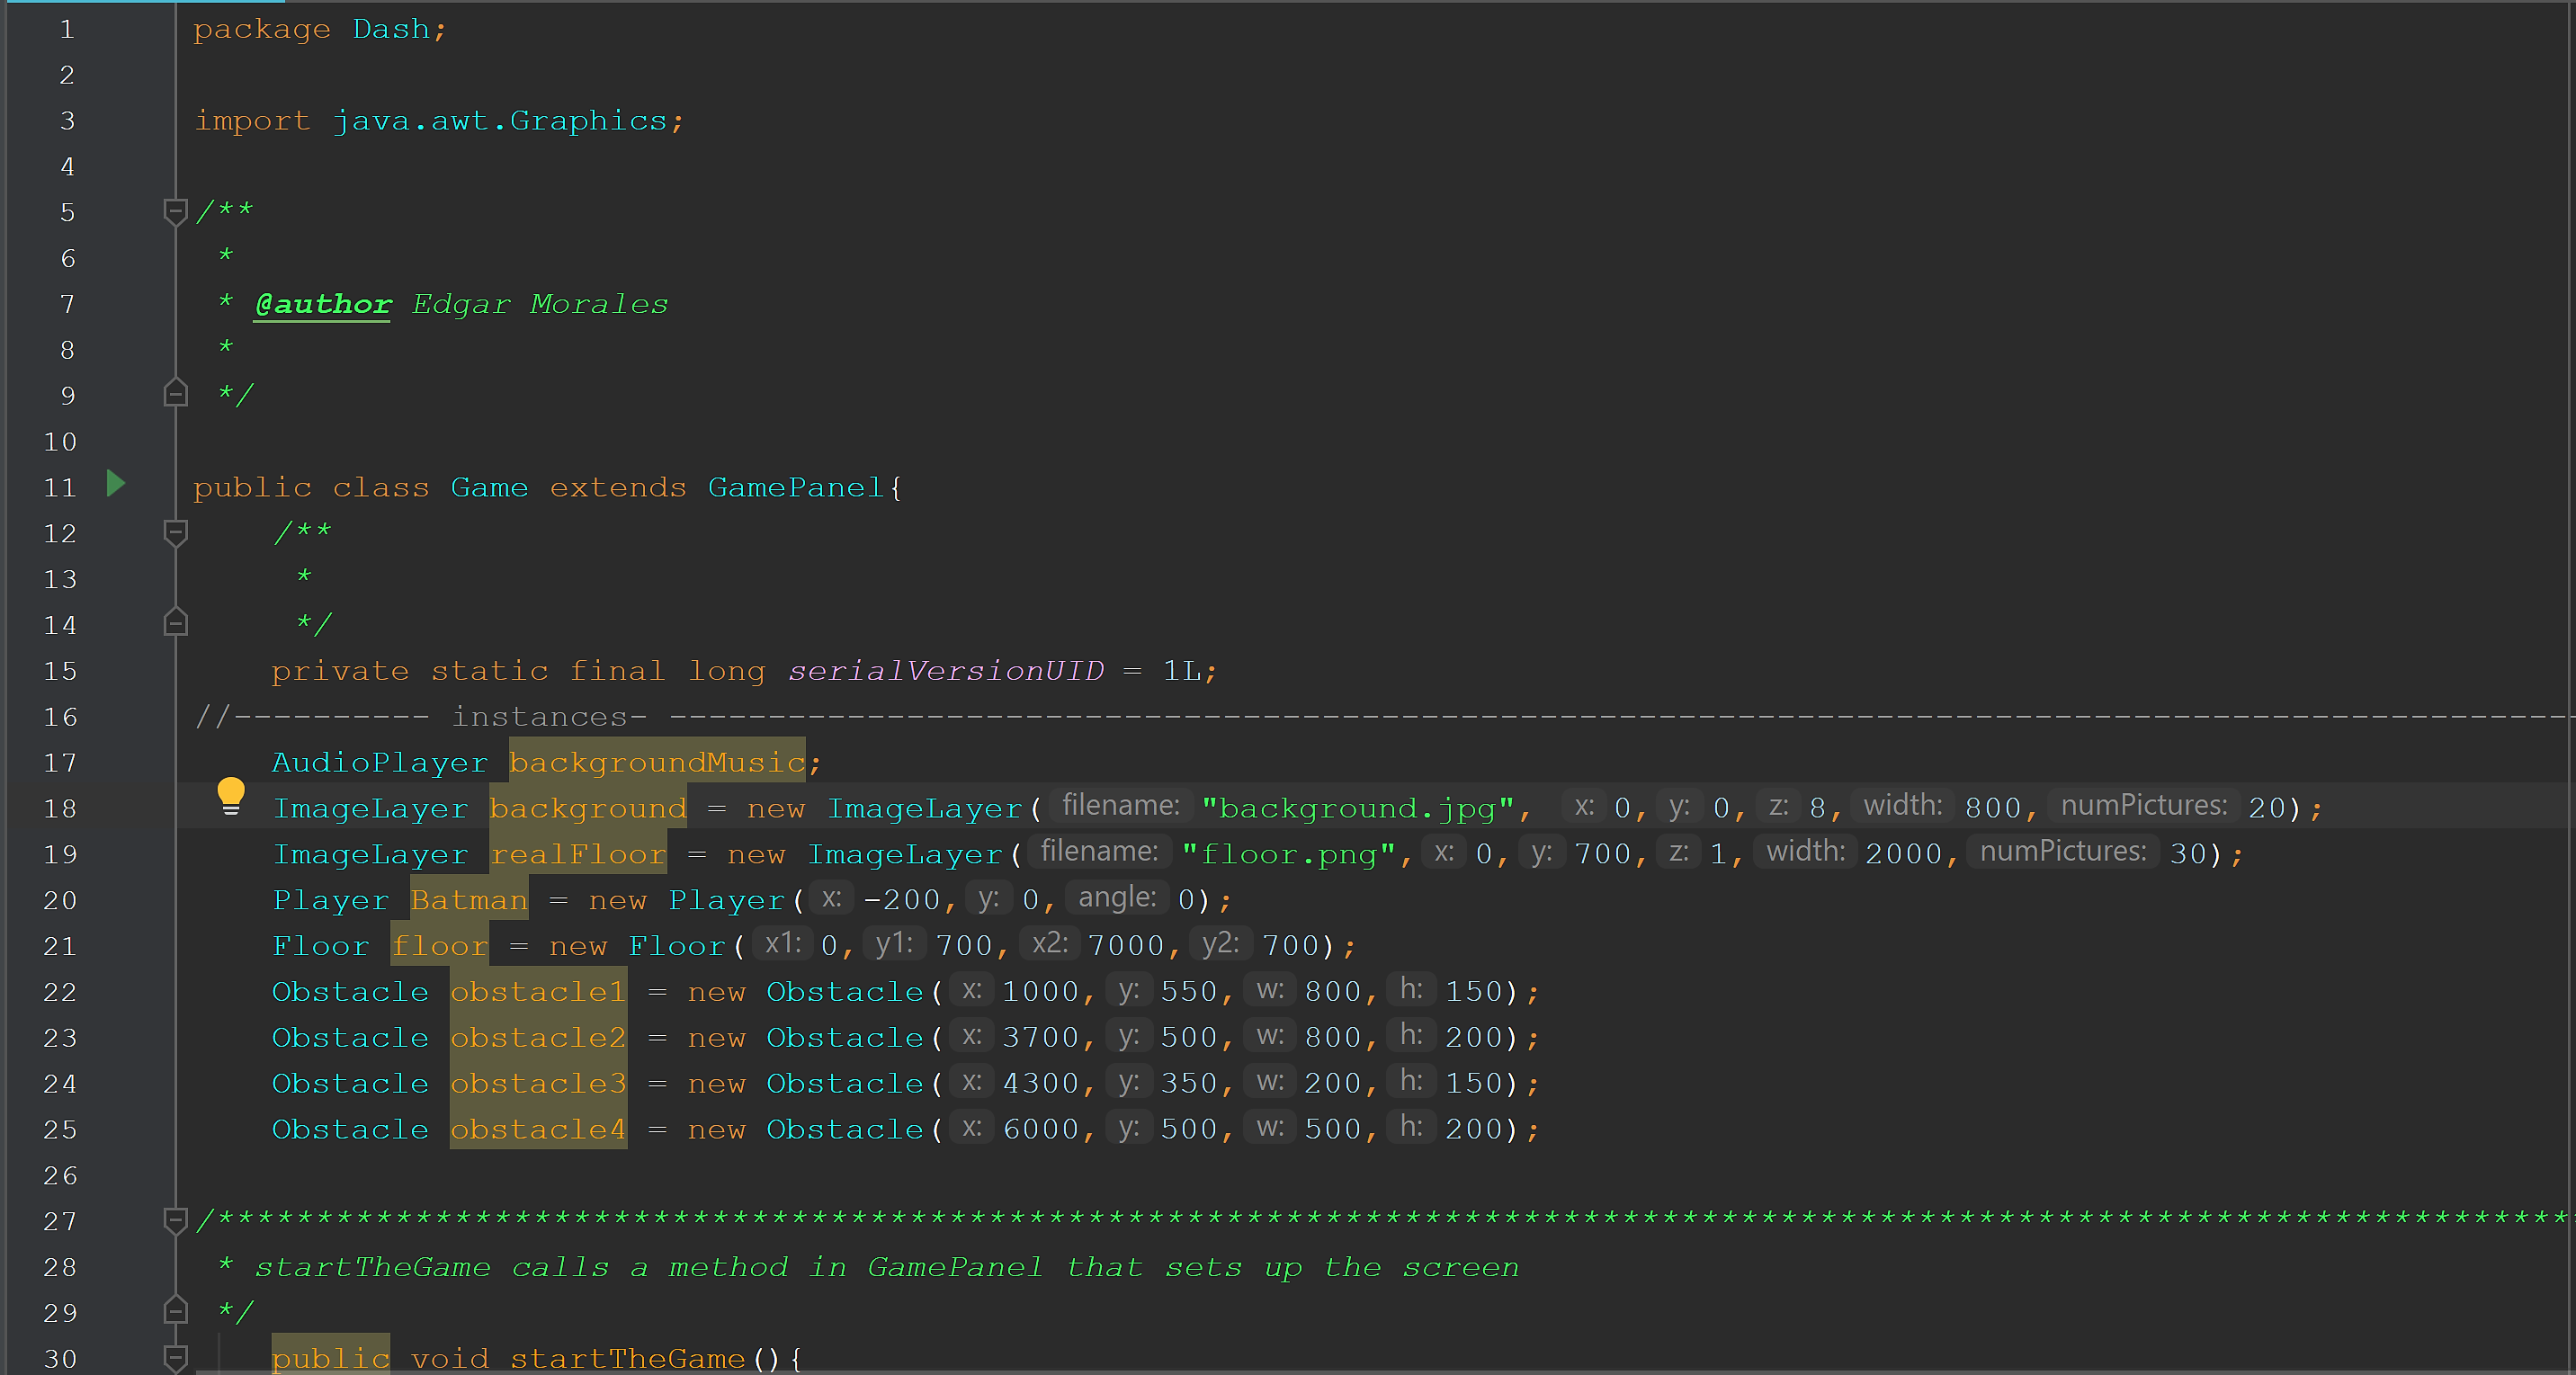 1 package Dash;
2
3 import java.awt.Graphics;
4
5 /**
6 *
7 * @author Edgar Morales
8 *
9 */
10
11 public class Game extends GamePanel{
12 /**
13 *
14 */
15 private static final long serialVersionUID = 1L;
16 //---------- instances- -------------------------------------------------------------------------------------------------
17 AudioPlayer backgroundMusic;
18 ImageLayer background = new ImageLayer( filename: "background.jpg", x: 0, y: 0, z: 8, width: 800, numPictures: 20);
19 ImageLayer realFloor = new ImageLayer( filename: "floor.png", x: 0, y: 700, z: 1, width: 2000, numPictures: 30);
20 Player Batman = new Player( x: -200, y: 0, angle: 0);
21 Floor floor = new Floor( x1: 0, y1: 700, x2: 7000, y2: 700);
22 Obstacle obstacle1 = new Obstacle( x: 1000, y: 550, w: 800, h: 150);
23 Obstacle obstacle2 = new Obstacle( x: 3700, y: 500, w: 800, h: 200);
24 Obstacle obstacle3 = new Obstacle( x: 4300, y: 350, w: 200, h: 150);
25 Obstacle obstacle4 = new Obstacle( x: 6000, y: 500, w: 500, h: 200);
26
27 /***********************************************************************************************************************
28 * startTheGame calls a method in GamePanel that sets up the screen
29 */
30 public void startTheGame(){